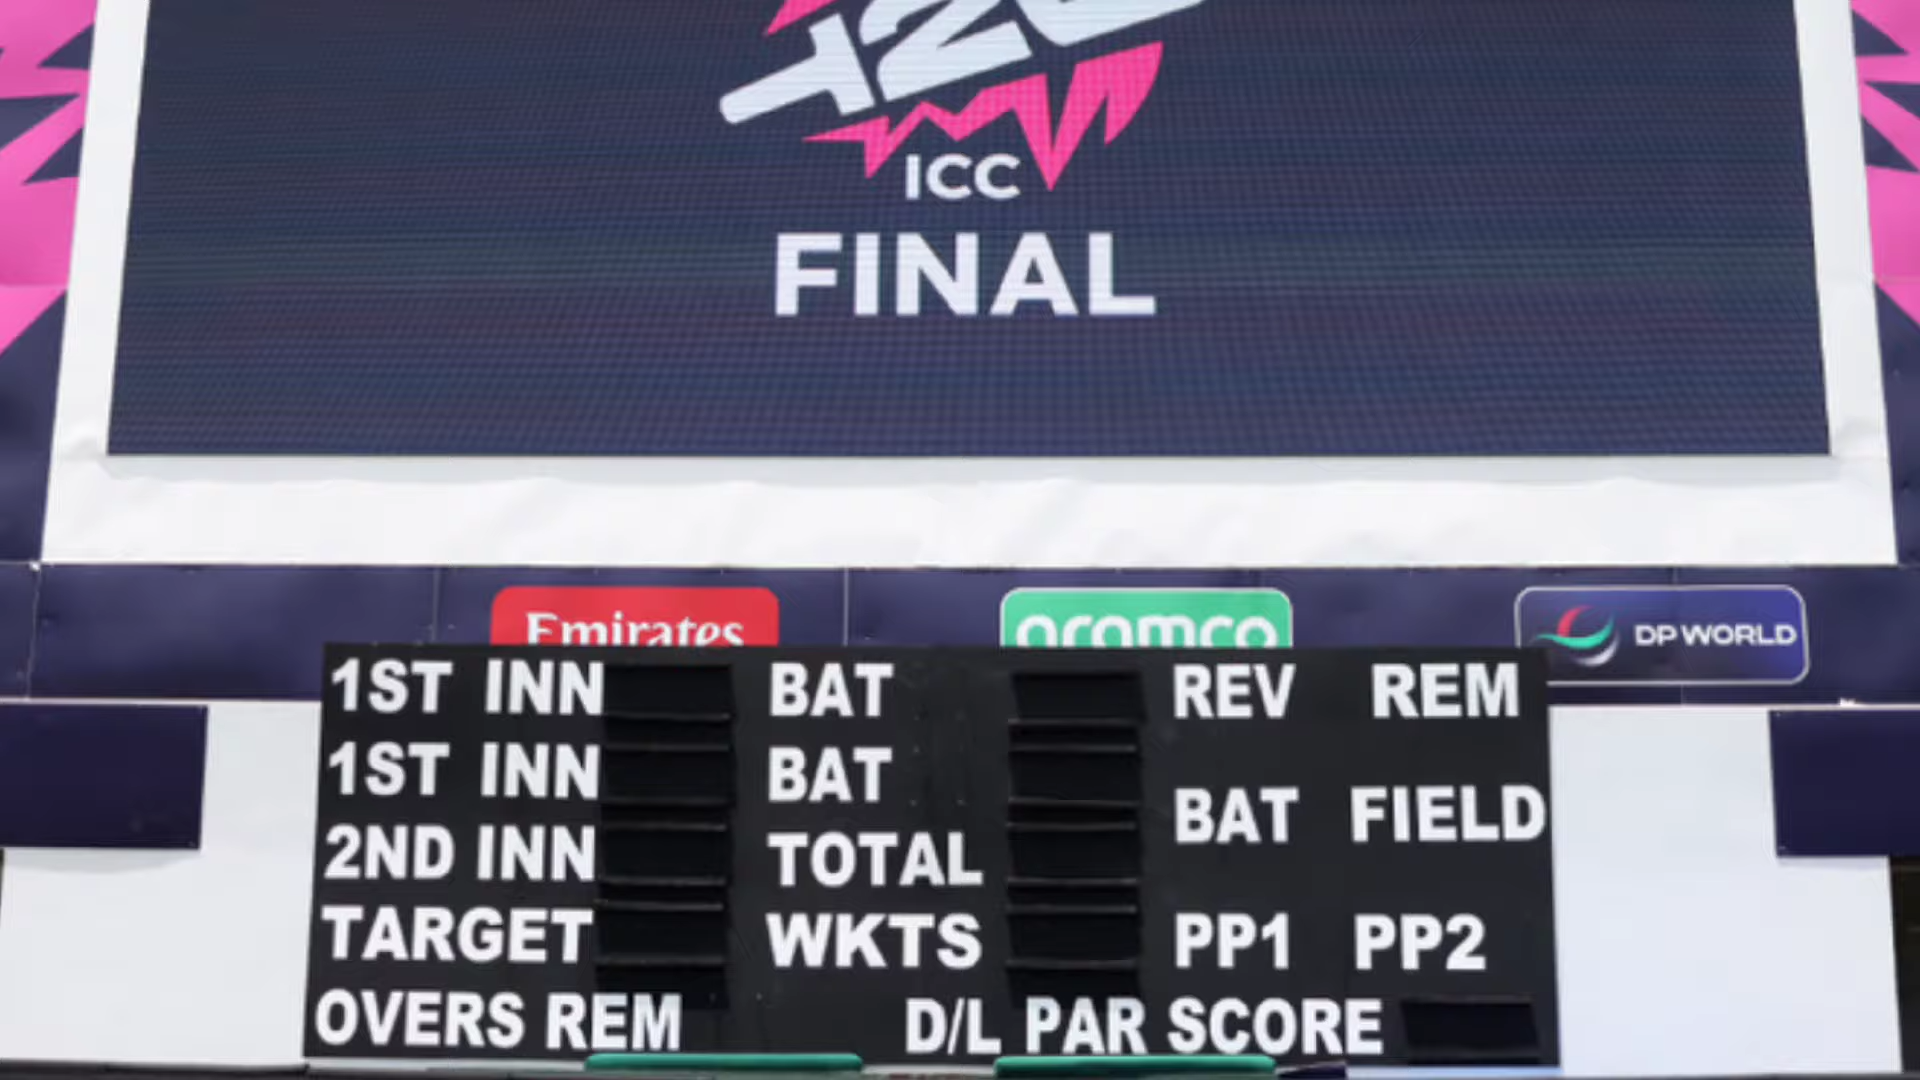 T20
ICC
FINAL
Emirates
aramco
DP WORLD
1ST INN BAT REV REM
1ST INN BAT
BAT FIELD
2ND INN TOTAL
TARGET WKTS PP1 PP2
OVERS REM D/L PAR SCORE